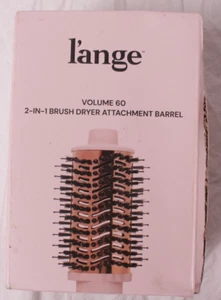 l'ange
VOLUME 60
2-IN-1 BRUSH DRYER ATTACHMENT BARREL